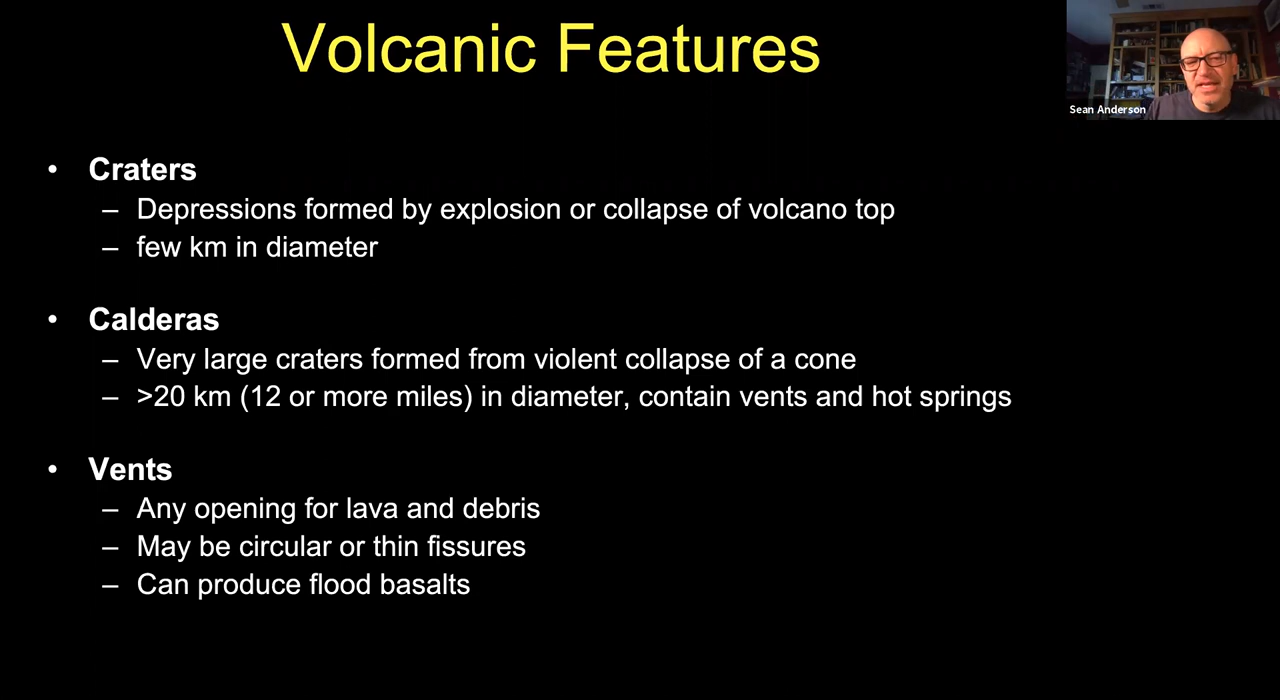 Volcanic Features
Sean Anderson
• Craters
– Depressions formed by explosion or collapse of volcano top
– few km in diameter
• Calderas
– Very large craters formed from violent collapse of a cone
– >20 km (12 or more miles) in diameter, contain vents and hot springs
• Vents
– Any opening for lava and debris
– May be circular or thin fissures
– Can produce flood basalts